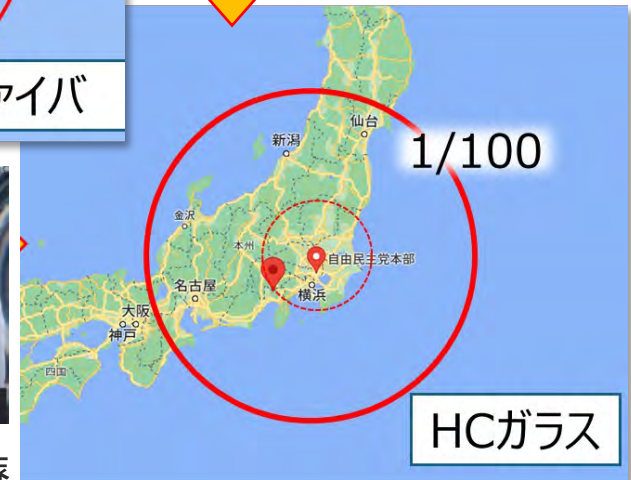 イバ
仙台
新潟
1/100
金沢
本州
自由民主党本部
名古屋
横浜
大阪
神戸
四国
HCガラス